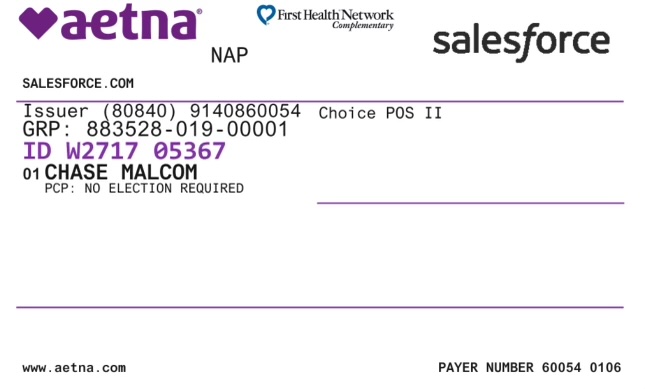 aetna®
First Health Network
Complementary
salesforce
NAP
SALESFORCE.COM
Issuer (80840) 9140860054 Choice POS II
GRP: 883528-019-00001
ID W2717 05367
01 CHASE MALCOM
PCP: NO ELECTION REQUIRED
www.aetna.com PAYER NUMBER 60054 0106